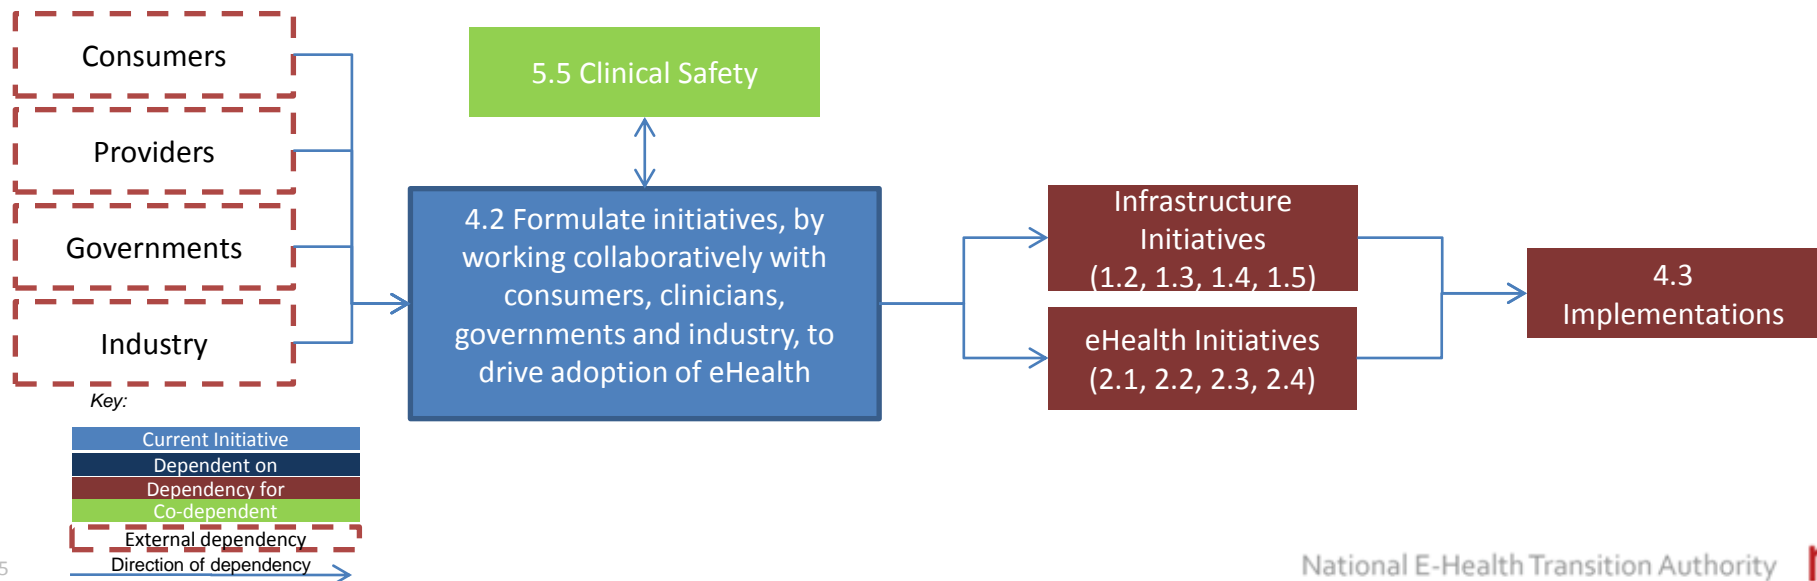 Consumers
Providers
Governments
Industry
5.5 Clinical Safety
4.2 Formulate initiatives, by
working collaboratively with
consumers, clinicians,
governments and industry, to
drive adoption of eHealth
Infrastructure
Initiatives
(1.2, 1.3, 1.4, 1.5)
eHealth Initiatives
(2.1, 2.2, 2.3, 2.4)
4.3
Implementations
Key:
Current Initiative
Dependent on
Dependency for
Co-dependent
External dependency
Direction of dependency
5
National E-Health Transition Authority